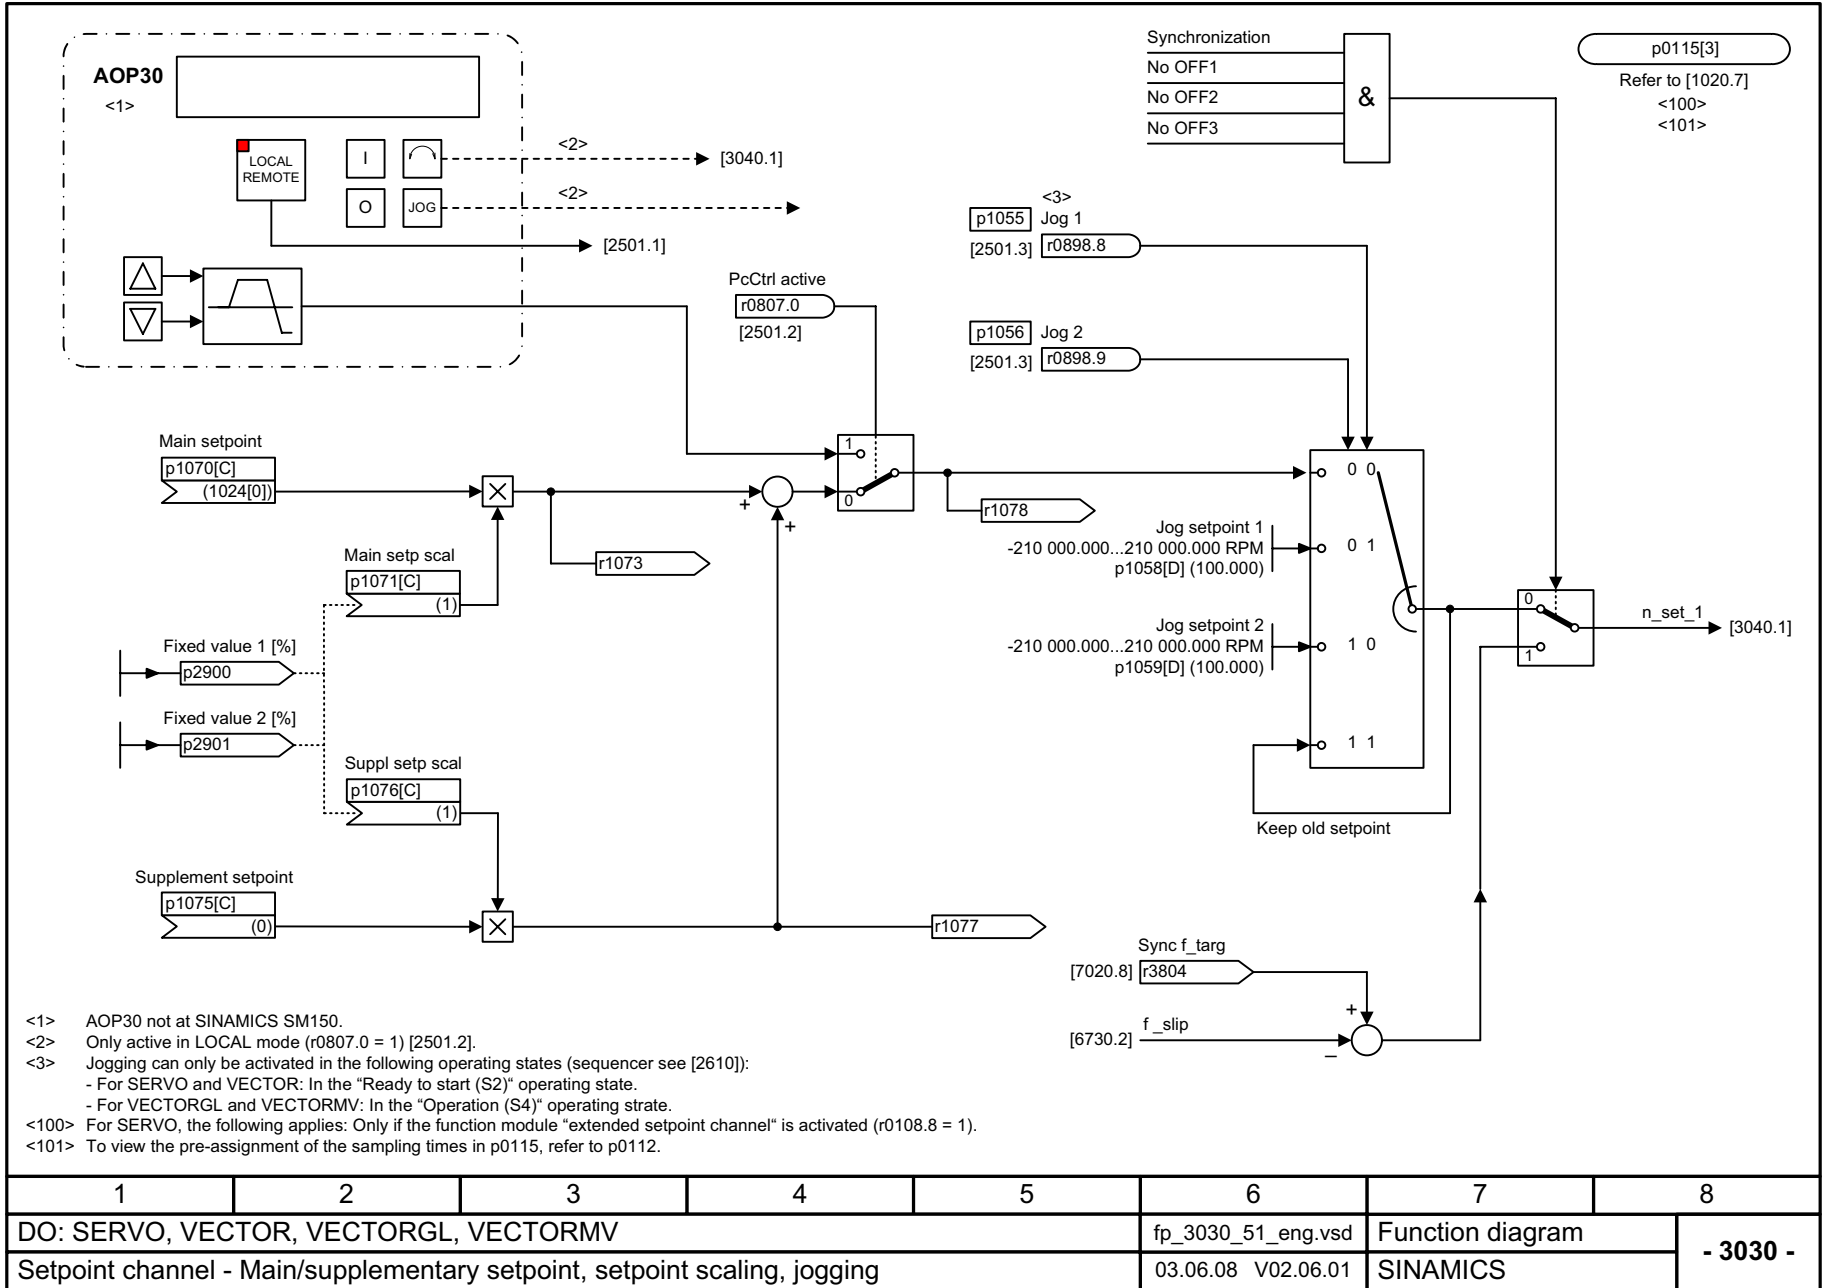 AOP30
<1>
LOCAL
REMOTE
I
O
JOG
<2>
[3040.1]
<2>
[2501.1]
Synchronization
No OFF1
No OFF2
No OFF3
&
p0115[3]
Refer to [1020.7]
<100>
<101>
<3>
p1055 Jog 1
[2501.3] r0898.8
PcCtrl active
r0807.0
[2501.2]
p1056 Jog 2
[2501.3] r0898.9
Main setpoint
p1070[C]
(1024[0])
+
+
1
0
r1078
r1073
Main setp scal
p1071[C]
(1)
Fixed value 1 [%]
p2900
Fixed value 2 [%]
p2901
Suppl setp scal
p1076[C]
(1)
Supplement setpoint
p1075[C]
(0)
r1077
0 0
Jog setpoint 1
-210 000.000...210 000.000 RPM
p1058[D] (100.000)
0 1
Jog setpoint 2
-210 000.000...210 000.000 RPM
p1059[D] (100.000)
1 0
1 1
Keep old setpoint
0
1
n_set_1
[3040.1]
Sync f_targ
[7020.8] r3804
+
f _slip
[6730.2]
–
<1> AOP30 not at SINAMICS SM150.
<2> Only active in LOCAL mode (r0807.0 = 1) [2501.2].
<3> Jogging can only be activated in the following operating states (sequencer see [2610]):
- For SERVO and VECTOR: In the “Ready to start (S2)“ operating state.
- For VECTORGL and VECTORMV: In the “Operation (S4)“ operating strate.
<100> For SERVO, the following applies: Only if the function module “extended setpoint channel“ is activated (r0108.8 = 1).
<101> To view the pre-assignment of the sampling times in p0115, refer to p0112.
1 2 3 4 5 6 7 8
DO: SERVO, VECTOR, VECTORGL, VECTORMV
fp_3030_51_eng.vsd
Function diagram
- 3030 -
Setpoint channel - Main/supplementary setpoint, setpoint scaling, jogging
03.06.08 V02.06.01
SINAMICS